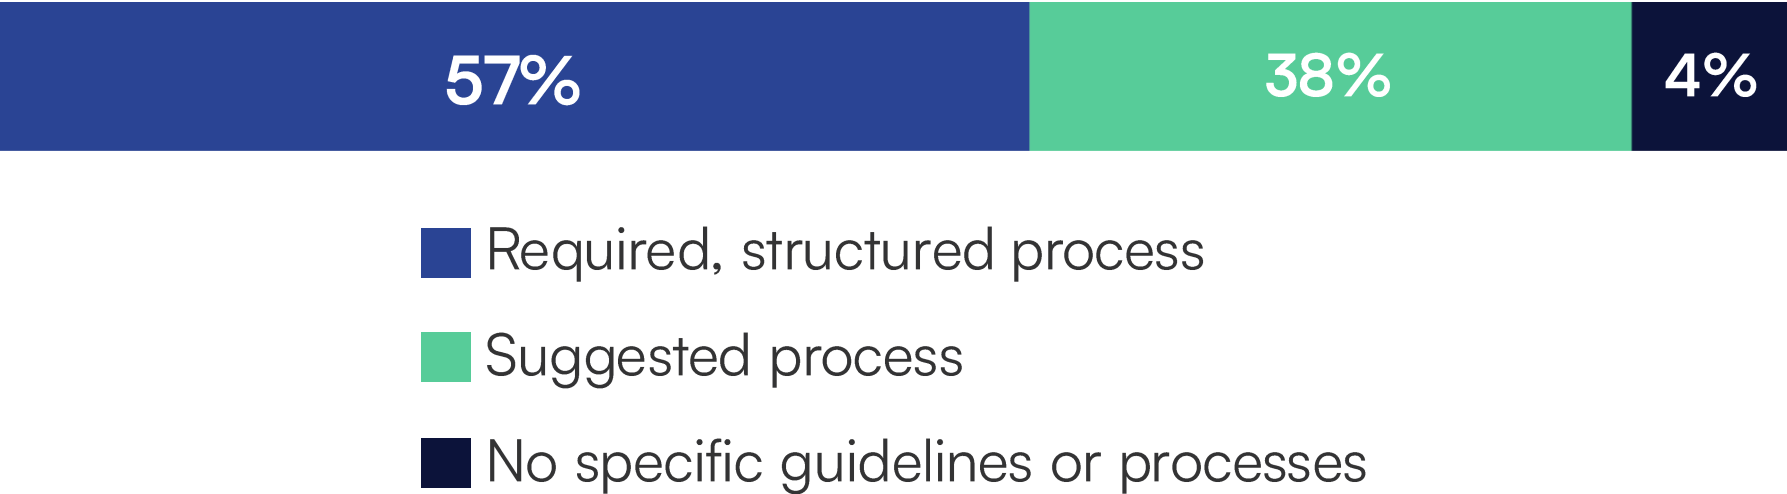 57% 38% 4%
Required, structured process
Suggested process
No specific guidelines or processes